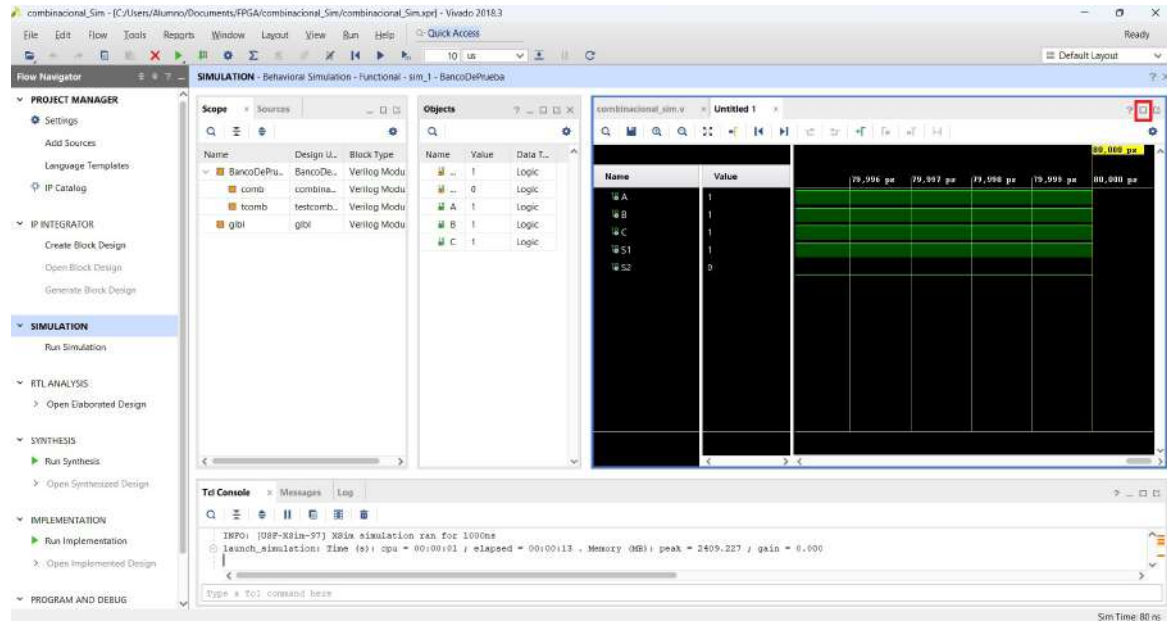 combinacional_Sim - [C:/Users/Alumno/Documents/FPGA/combinacional_Sim/combinacional_Sim.xpr] - Vivado 2018.3
File Edit Flow Tools Reports Window Layout View Run Help Quick Access
Ready
10 us
Default Layout
Flow Navigator
SIMULATION - Behavioral Simulation - Functional - sim_1 - BancoDePrueba
PROJECT MANAGER
Settings
Add Sources
Language Templates
IP Catalog
IP INTEGRATOR
Create Block Design
Open Block Design
Generate Block Design
SIMULATION
Run Simulation
RTL ANALYSIS
Open Elaborated Design
SYNTHESIS
Run Synthesis
Open Synthesized Design
IMPLEMENTATION
Run Implementation
Open Implemented Design
PROGRAM AND DEBUG
Scope Sources
Name Design U... Block Type
BancoDePru... BancoDe... Verilog Modu
comb combina... Verilog Modu
tcomb testcomb... Verilog Modu
glbl glbl Verilog Modu
Objects
Name Value Data T...
... 1 Logic
... 0 Logic
A 1 Logic
B 1 Logic
C 1 Logic
combinacional_sim.v Untitled 1
80,000 ps
Name Value
79,996 ps 79,997 ps 79,998 ps 79,999 ps 80,000 ps
A 1
B 1
C 1
S1 1
S2 0
Tcl Console Messages Log
INFO: [USF-XSim-97] XSim simulation ran for 1000ns
launch_simulation: Time (s): cpu = 00:00:01 ; elapsed = 00:00:13 . Memory (MB): peak = 2409.227 ; gain = 0.000
Type a Tcl command here
Sim Time: 80 ns